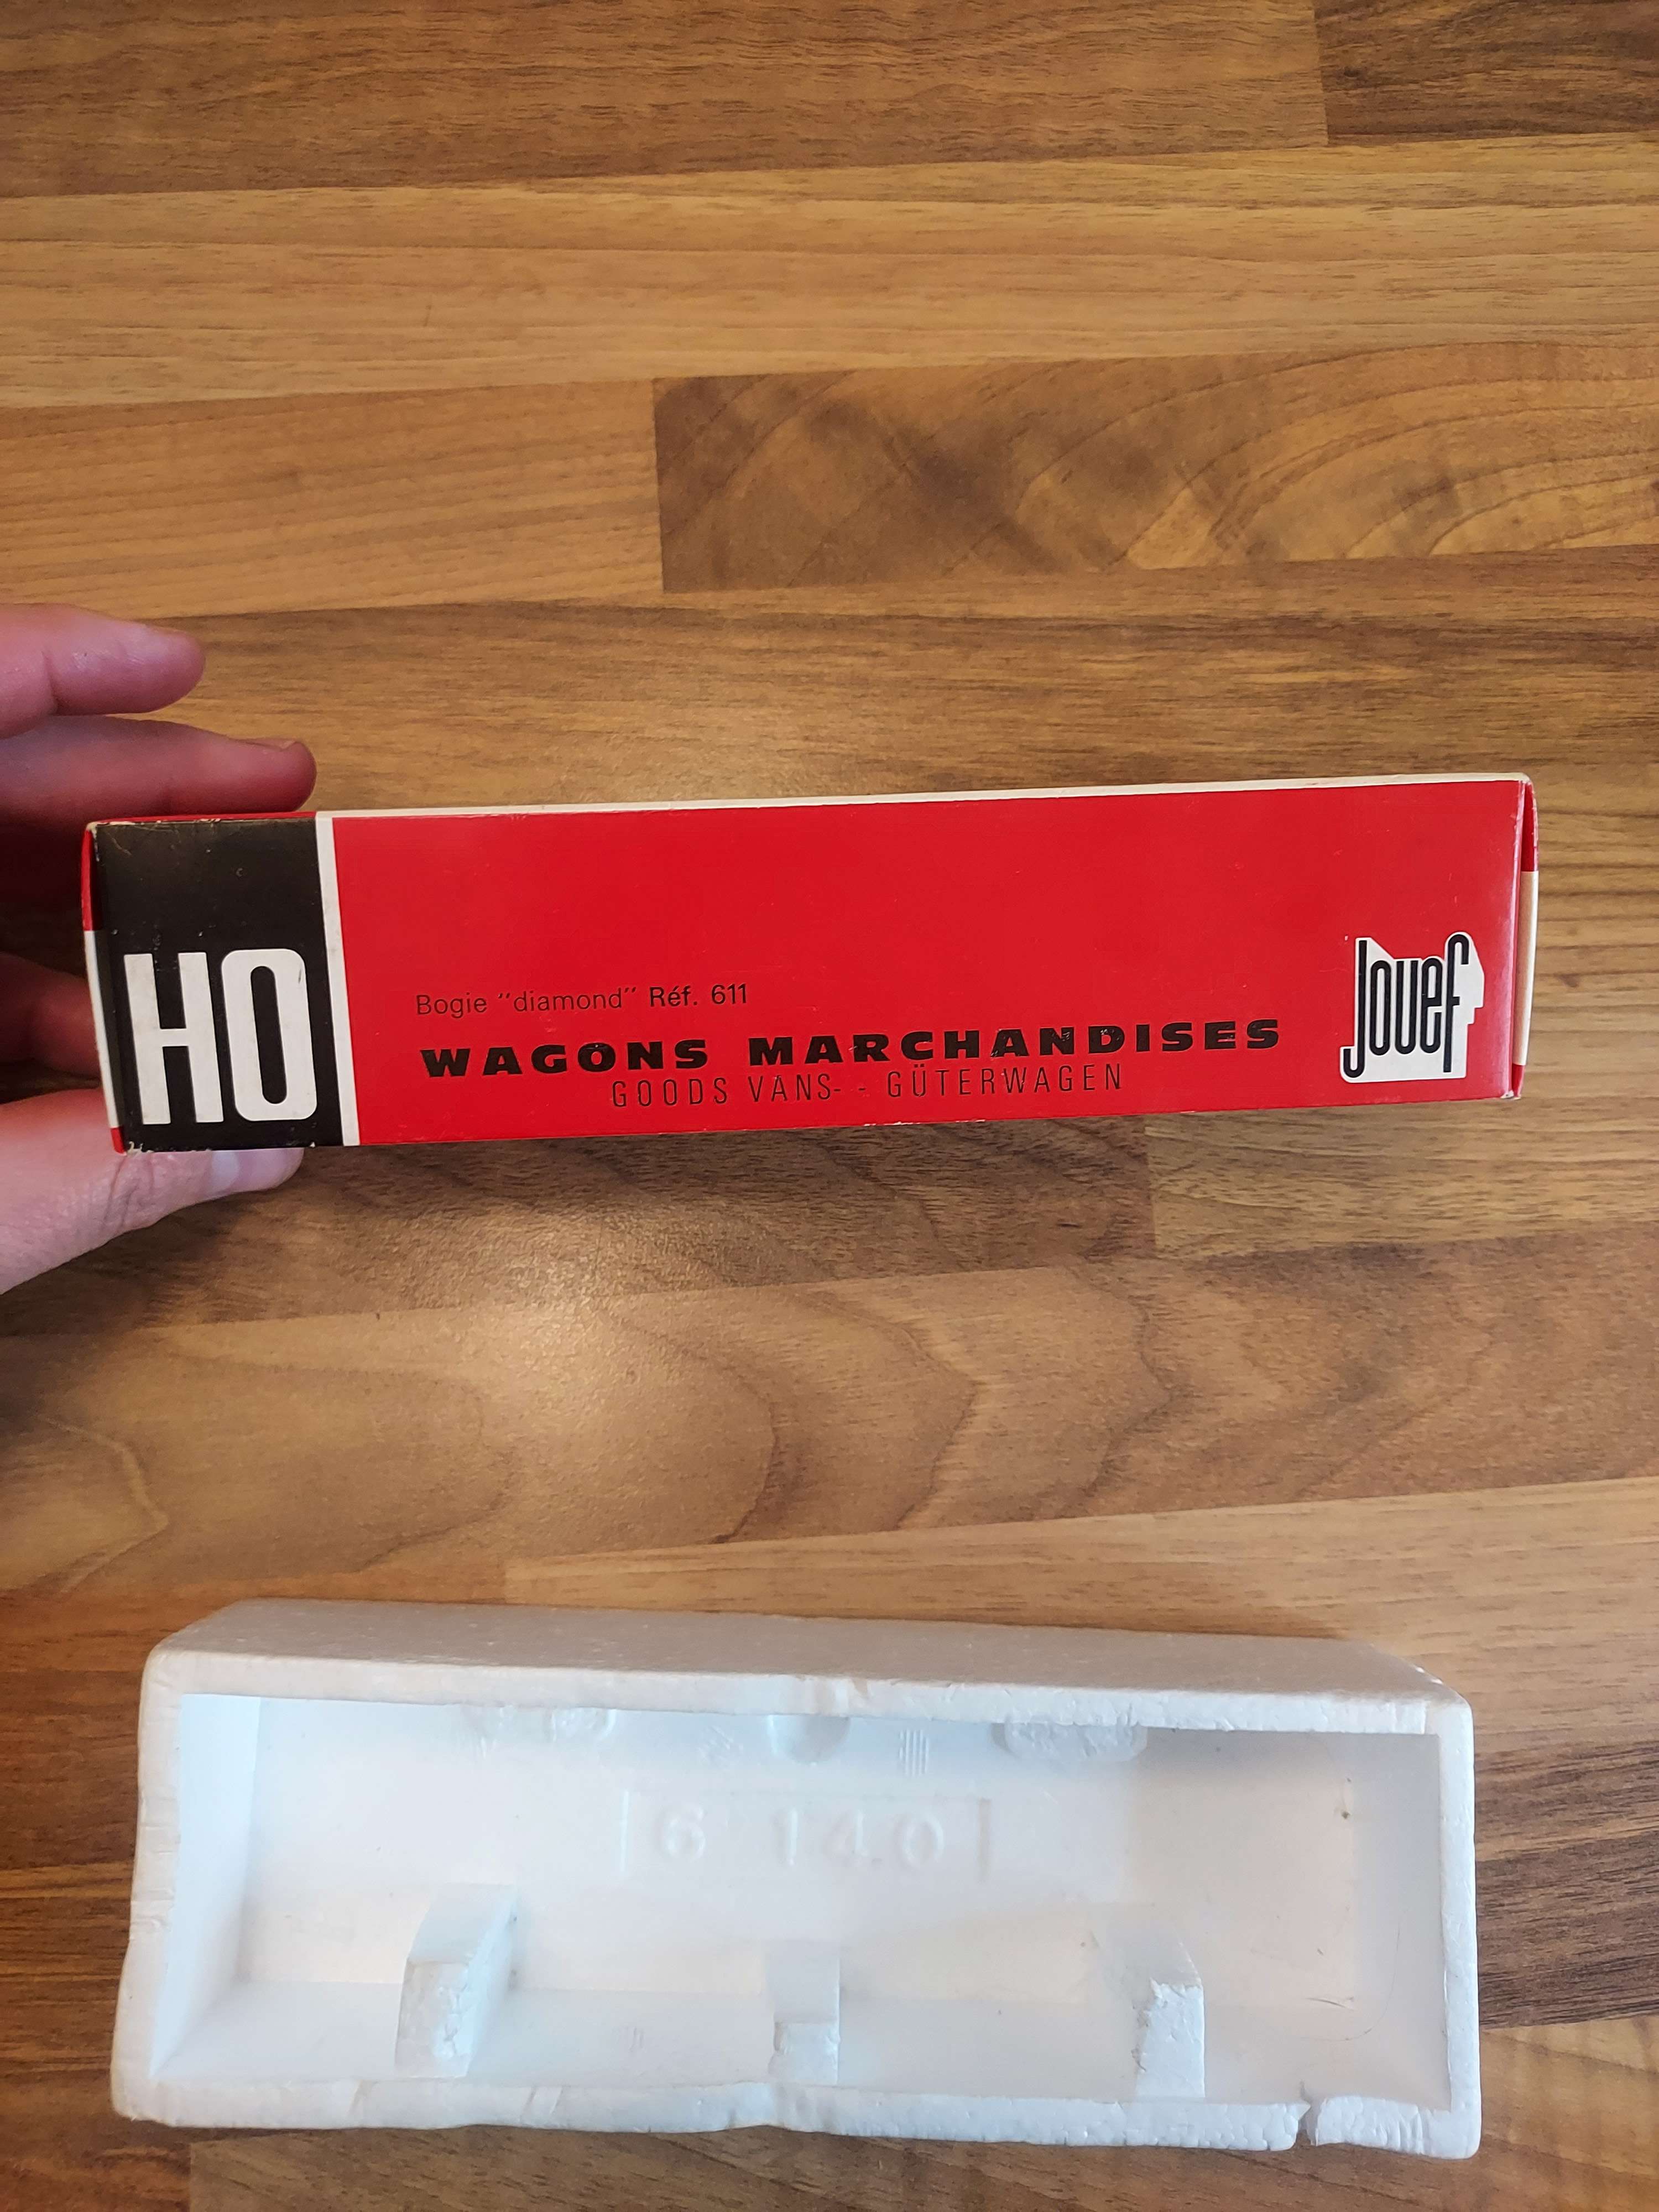 HO
Bogie "diamond" Réf. 611
WAGONS MARCHANDISES
GOODS VANS- - GÜTERWAGEN
Jouef
6 140